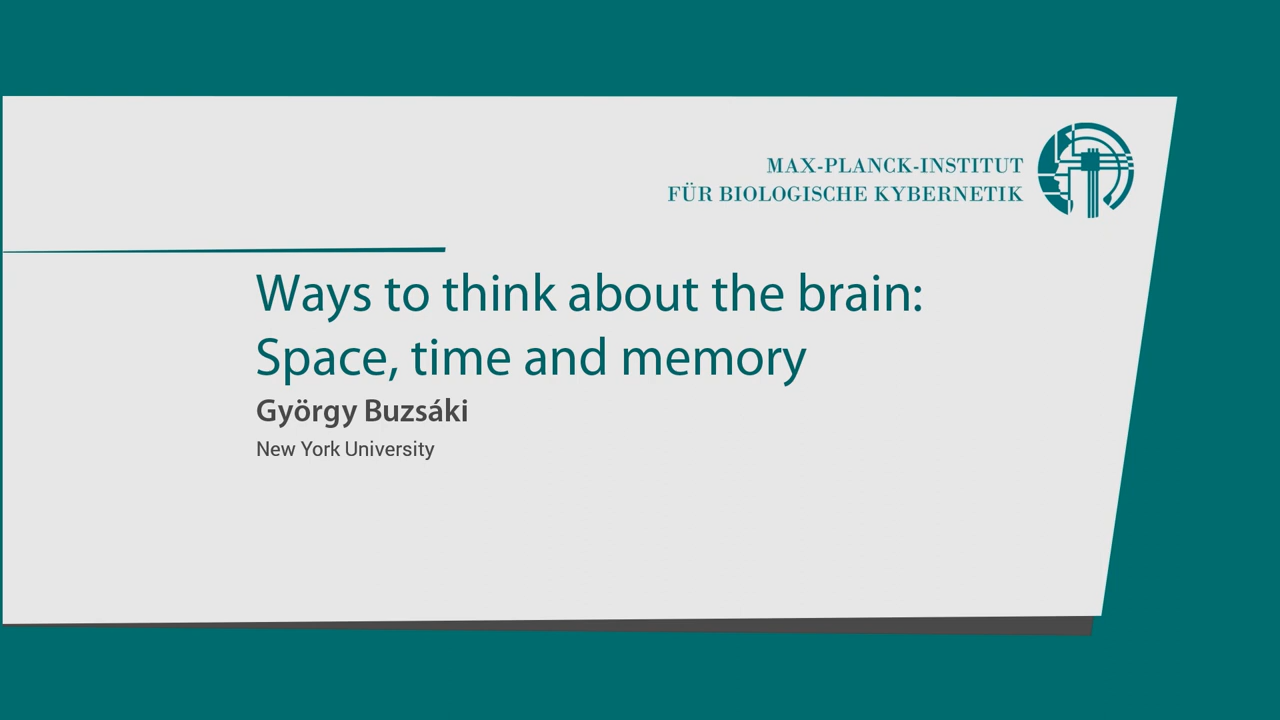 MAX-PLANCK-INSTITUT
FÜR BIOLOGISCHE KYBERNETIK
Ways to think about the brain:
Space, time and memory
György Buzsáki
New York University